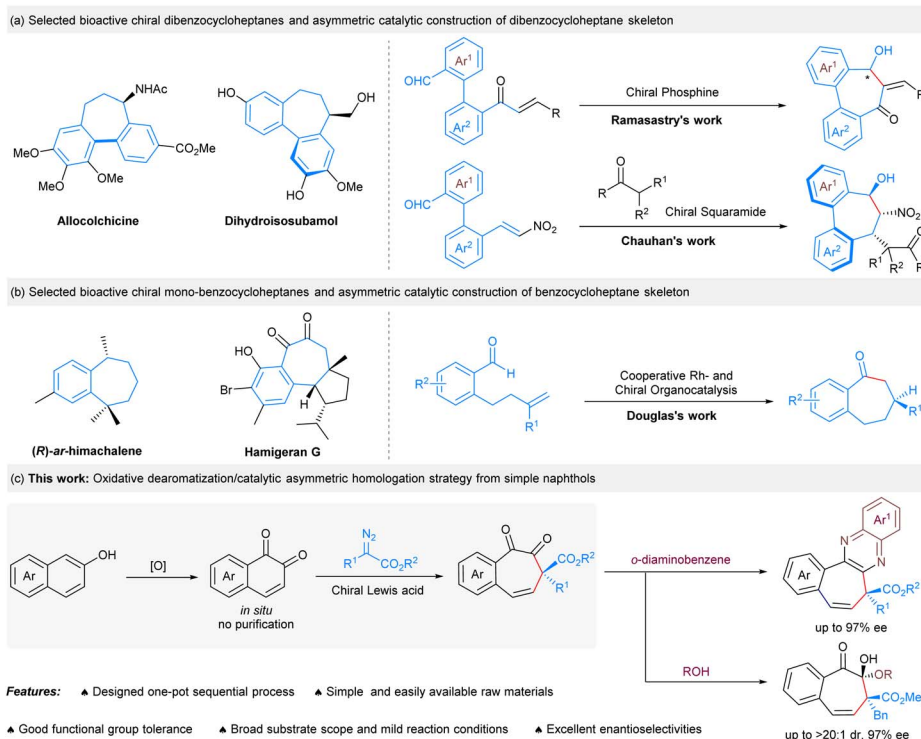 (a) Selected bioactive chiral dibenzocycloheptanes and asymmetric catalytic construction of dibenzocycloheptane skeleton
NHAc
MeO
MeO
OMe
CO₂Me
Allocolchicine
HO
OH
HO
OMe
Dihydroisosubamol
OHC
Ar¹
O
Ar²
R
Chiral Phosphine
Ramasastry's work
Ar¹
OH
*
R
Ar²
O
OHC
Ar¹
Ar²
NO₂
O
R
R¹
R²
Chiral Squaramide
Chauhan's work
Ar¹
OH
NO₂
Ar²
R¹
R²
O
R
(b) Selected bioactive chiral mono-benzocycloheptanes and asymmetric catalytic construction of benzocycloheptane skeleton
(R)-ar-himachalene
O
O
HO
Br
H
Hamigeran G
O
H
R²
R¹
Cooperative Rh- and
Chiral Organocatalysis
Douglas's work
O
R²
H
R¹
(c) This work: Oxidative dearomatization/catalytic asymmetric homologation strategy from simple naphthols
Ar
OH
[O]
O
O
Ar
in situ
no purification
N₂
R¹
CO₂R²
Chiral Lewis acid
O
O
CO₂R²
Ar
R¹
o-diaminobenzene
Ar¹
N
N
Ar
CO₂R²
R¹
up to 97% ee
ROH
O
OH
OR
CO₂Me
Bn
up to >20:1 dr, 97% ee
Features: ♠ Designed one-pot sequential process ♠ Simple and easily available raw materials
♠ Good functional group tolerance ♠ Broad substrate scope and mild reaction conditions ♠ Excellent enantioselectivities